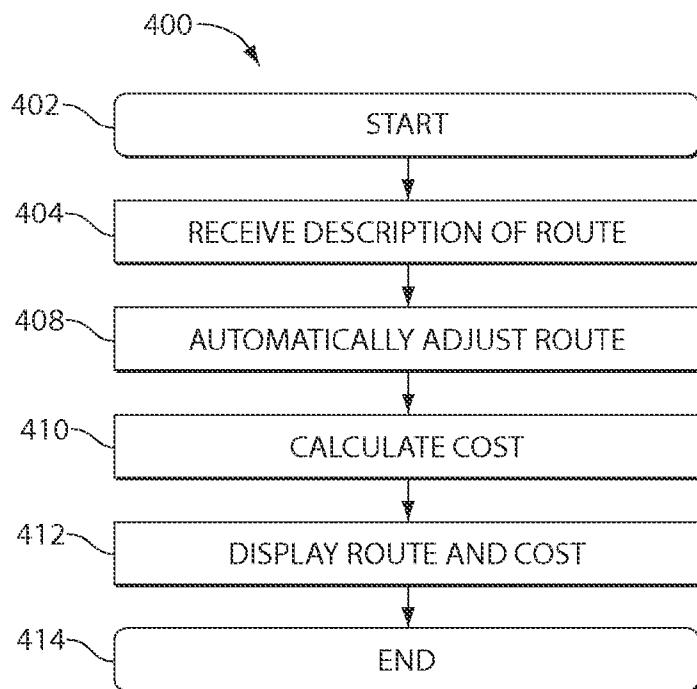 400
402
START
404
RECEIVE DESCRIPTION OF ROUTE
408
AUTOMATICALLY ADJUST ROUTE
410
CALCULATE COST
412
DISPLAY ROUTE AND COST
414
END